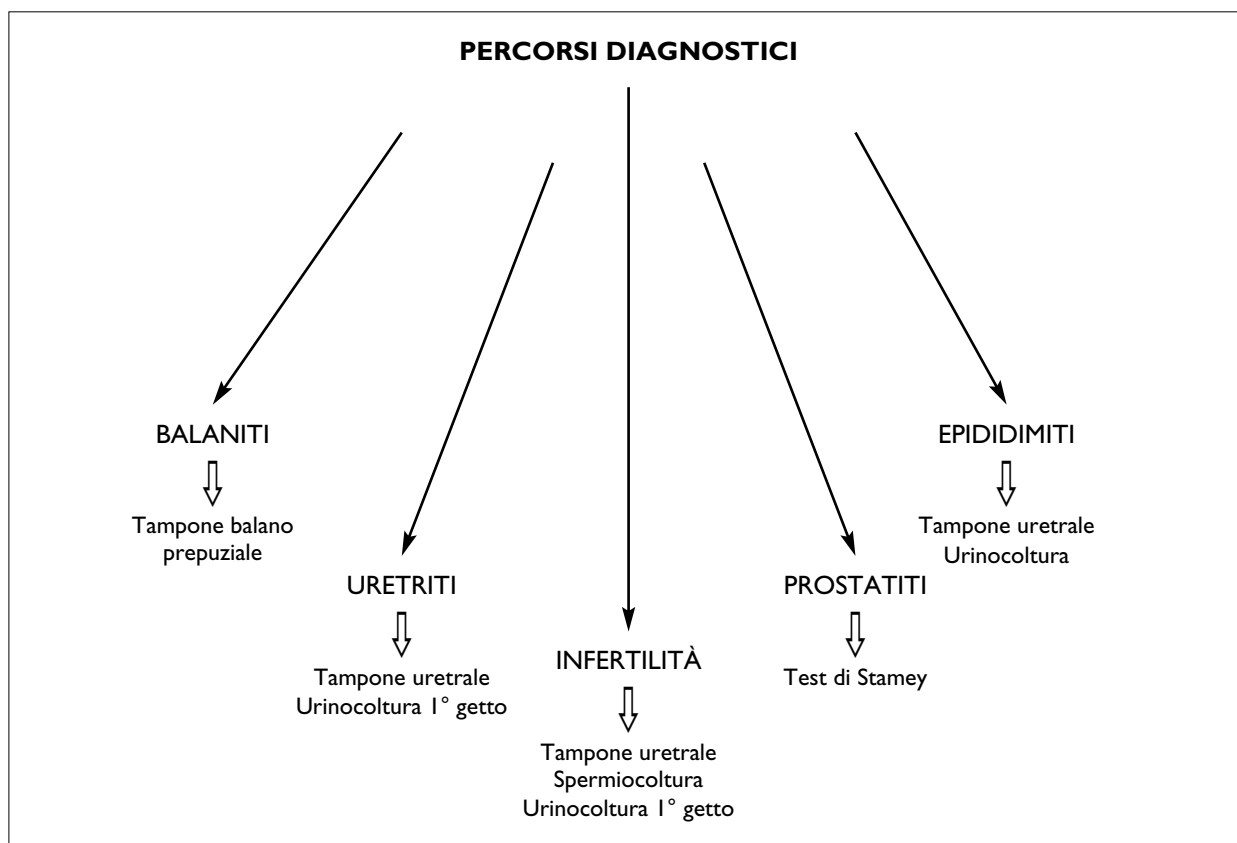 PERCORSI DIAGNOSTICI
BALANITI
Tampone balano
prepuziale
URETRITI
Tampone uretrale
Urinocoltura 1° getto
INFERTILITÀ
Tampone uretrale
Spermiocoltura
Urinocoltura 1° getto
PROSTATITI
Test di Stamey
EPIDIDIMITI
Tampone uretrale
Urinocoltura